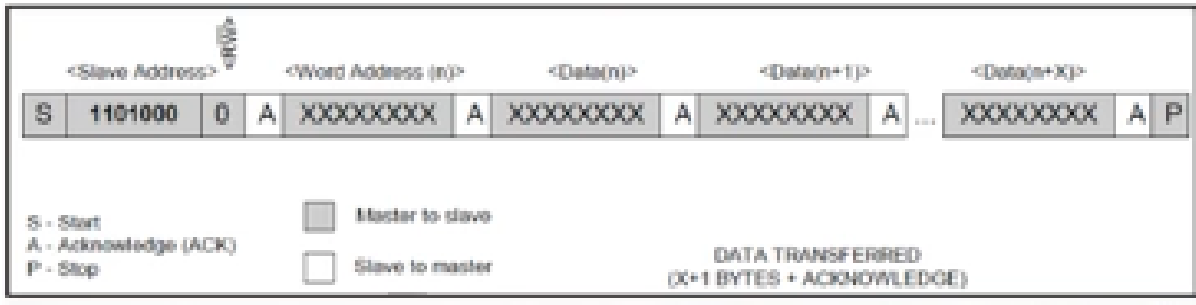 <R/W>
<Slave Address> <Word Address (n)> <Data(n)> <Data(n+1)> <Data(n+X)>
S 1101000 0 A XXXXXXXX A XXXXXXXX A XXXXXXXX A ... XXXXXXXX A P
S - Start
A - Acknowledge (ACK)
P - Stop
Master to slave
Slave to master
DATA TRANSFERRED
(X+1 BYTES + ACKNOWLEDGE)